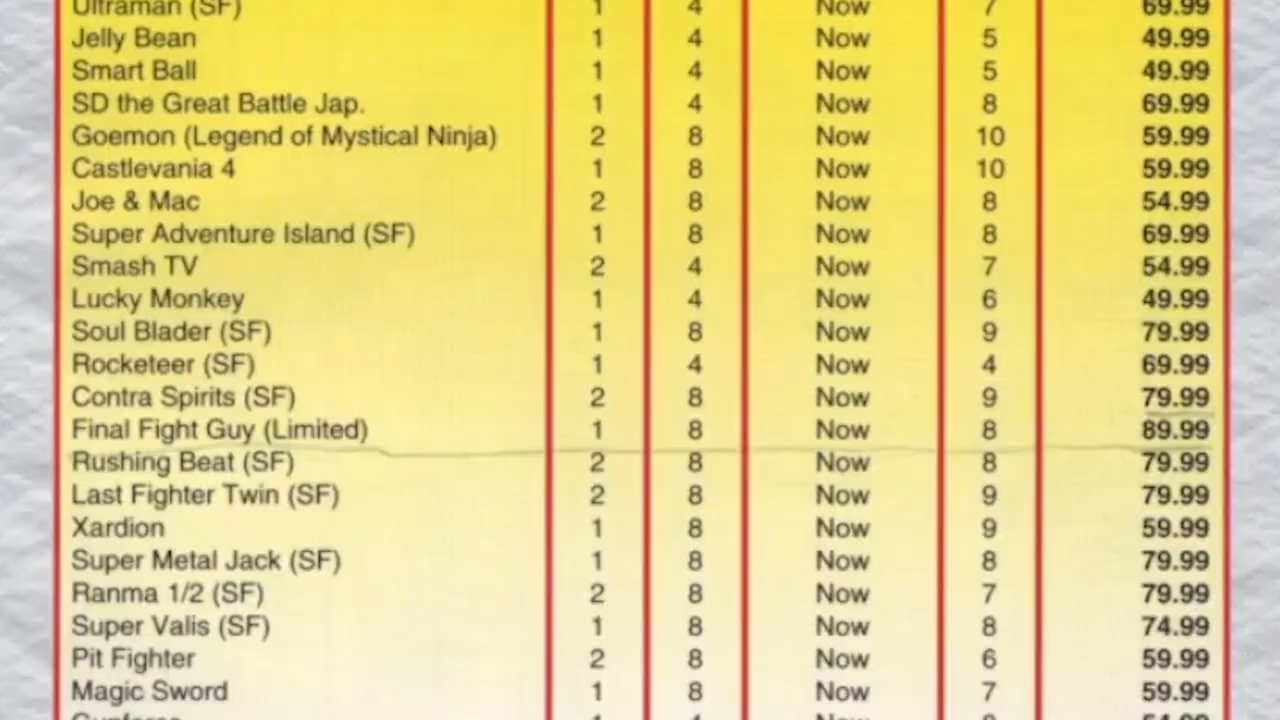 Ultraman (SF) 1 4 Now 7 69.99
Jelly Bean 1 4 Now 5 49.99
Smart Ball 1 4 Now 5 49.99
SD the Great Battle Jap. 1 4 Now 8 69.99
Goemon (Legend of Mystical Ninja) 2 8 Now 10 59.99
Castlevania 4 1 8 Now 10 59.99
Joe & Mac 2 8 Now 8 54.99
Super Adventure Island (SF) 1 8 Now 8 69.99
Smash TV 2 4 Now 7 54.99
Lucky Monkey 1 4 Now 6 49.99
Soul Blader (SF) 1 8 Now 9 79.99
Rocketeer (SF) 1 4 Now 4 69.99
Contra Spirits (SF) 2 8 Now 9 79.99
Final Fight Guy (Limited) 1 8 Now 8 89.99
Rushing Beat (SF) 2 8 Now 8 79.99
Last Fighter Twin (SF) 2 8 Now 9 79.99
Xardion 1 8 Now 9 59.99
Super Metal Jack (SF) 1 8 Now 8 79.99
Ranma 1/2 (SF) 2 8 Now 7 79.99
Super Valis (SF) 1 8 Now 8 74.99
Pit Fighter 2 8 Now 6 59.99
Magic Sword 1 8 Now 7 59.99